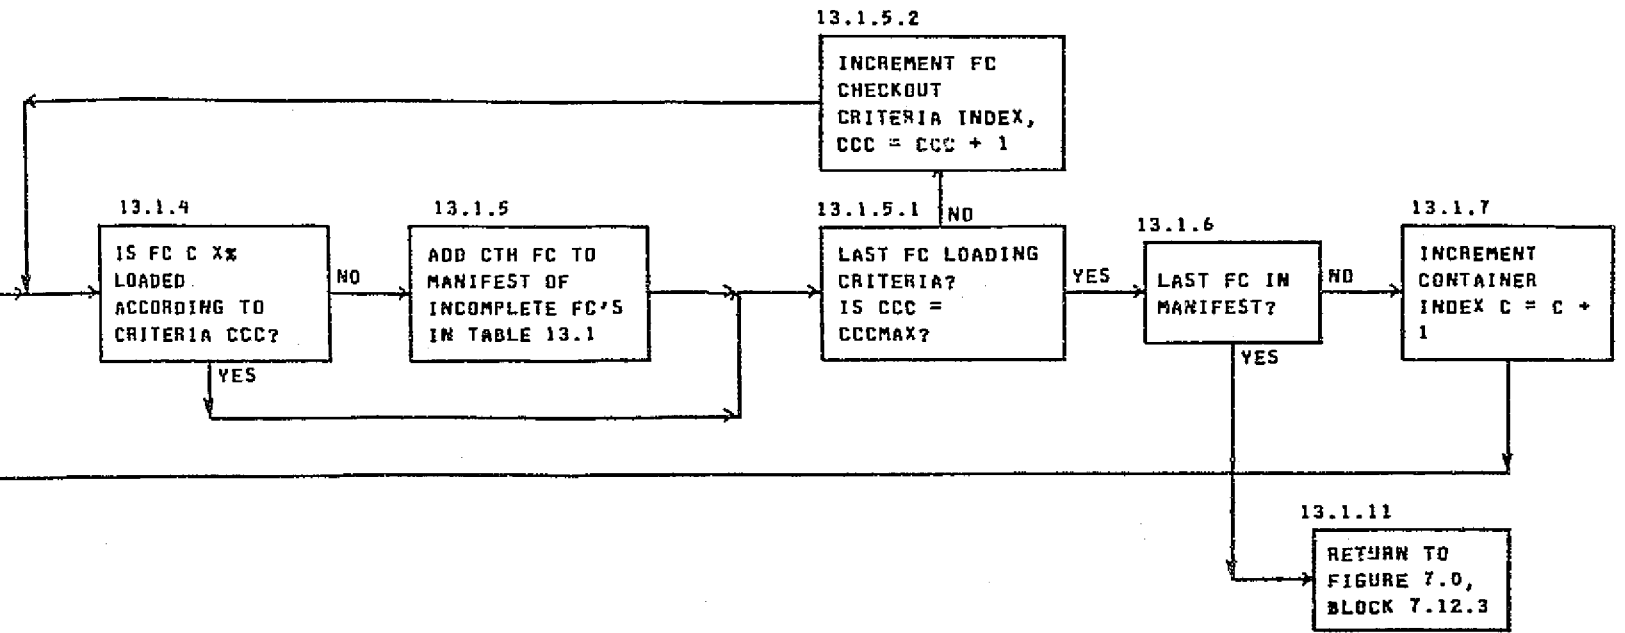 13.1.5.2
INCREMENT FC
CHECKOUT
CRITERIA INDEX,
CCC = CCC + 1
13.1.4
IS FC C X%
LOADED
ACCORDING TO
CRITERIA CCC?
NO
YES
13.1.5
ADD CTH FC TO
MANIFEST OF
INCOMPLETE FC'S
IN TABLE 13.1
13.1.5.1
NO
LAST FC LOADING
CRITERIA?
IS CCC =
CCCMAX?
YES
13.1.6
LAST FC IN
MANIFEST?
NO
YES
13.1.7
INCREMENT
CONTAINER
INDEX C = C +
1
13.1.11
RETURN TO
FIGURE 7.0,
BLOCK 7.12.3